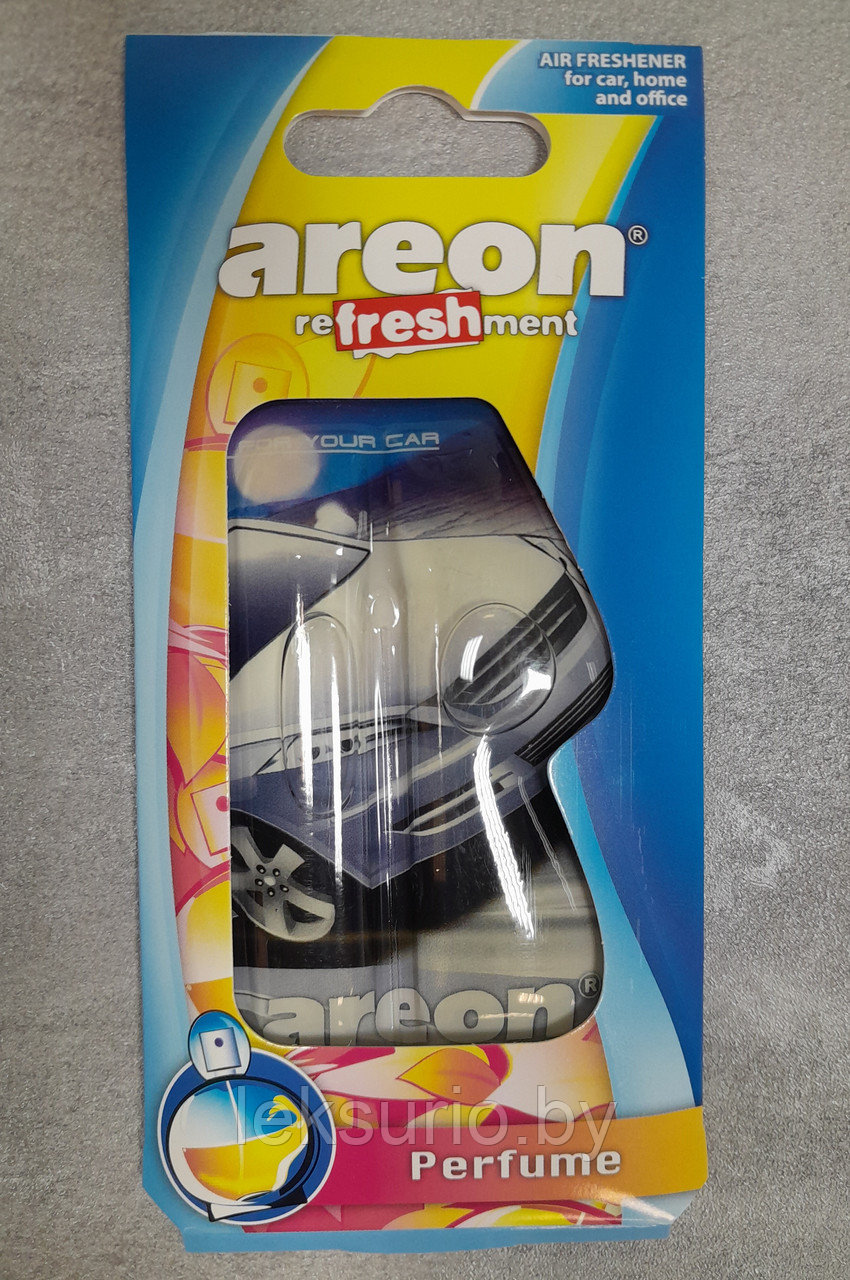 AIR FRESHENER
for car, home
and office
areon®
refreshment
FOR YOUR CAR
areon®
leksurio.by
Perfume